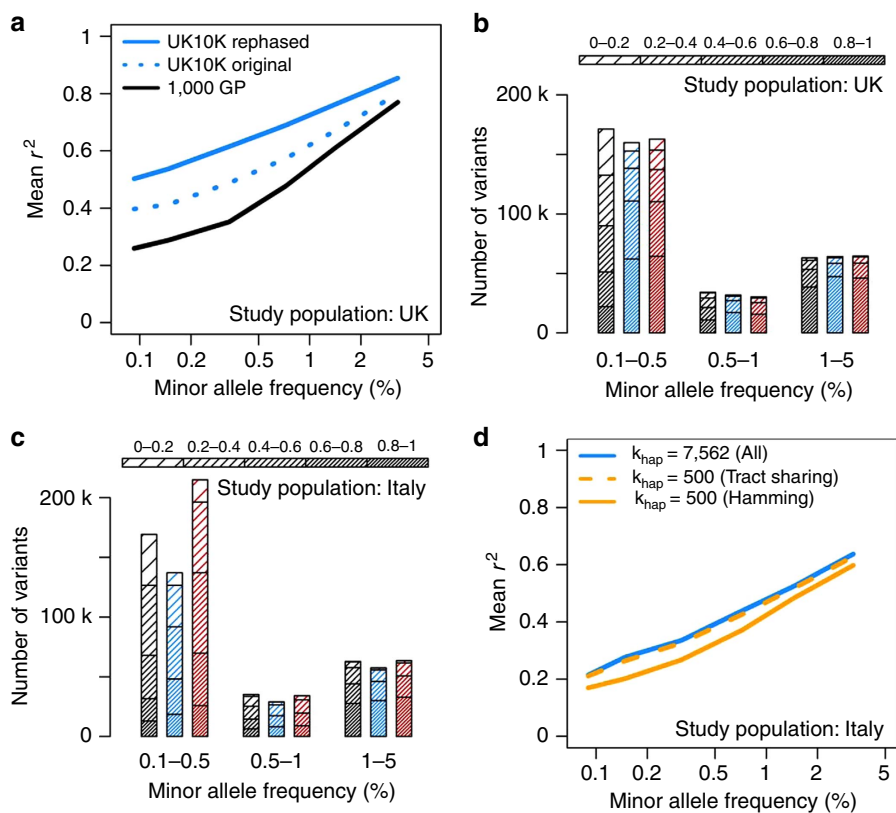 a
1
0.8
0.6
0.4
0.2
0
Mean r²
UK10K rephased
UK10K original
1,000 GP
Study population: UK
0.1 0.2 0.5 1 2 5
Minor allele frequency (%)
b
0–0.2 0.2–0.4 0.4–0.6 0.6–0.8 0.8–1
Study population: UK
200 k
100 k
0
Number of variants
0.1–0.5 0.5–1 1–5
Minor allele frequency (%)
c
0–0.2 0.2–0.4 0.4–0.6 0.6–0.8 0.8–1
Study population: Italy
200 k
100 k
0
Number of variants
0.1–0.5 0.5–1 1–5
Minor allele frequency (%)
d
1
0.8
0.6
0.4
0.2
0
Mean r²
k_hap = 7,562 (All)
k_hap = 500 (Tract sharing)
k_hap = 500 (Hamming)
Study population: Italy
0.1 0.2 0.5 1 2 5
Minor allele frequency (%)